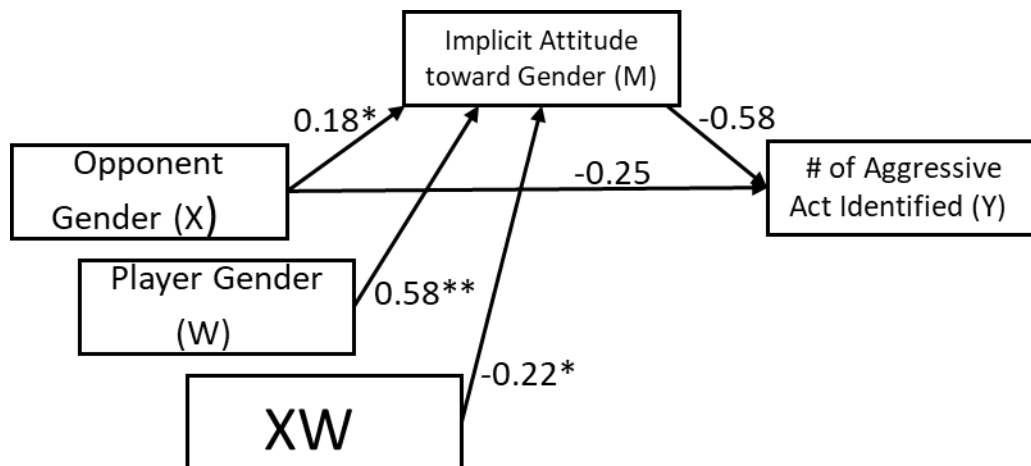 Implicit Attitude
toward Gender (M)
0.18*
-0.58
Opponent
Gender (X)
-0.25
# of Aggressive
Act Identified (Y)
Player Gender
(W)
0.58**
-0.22*
XW